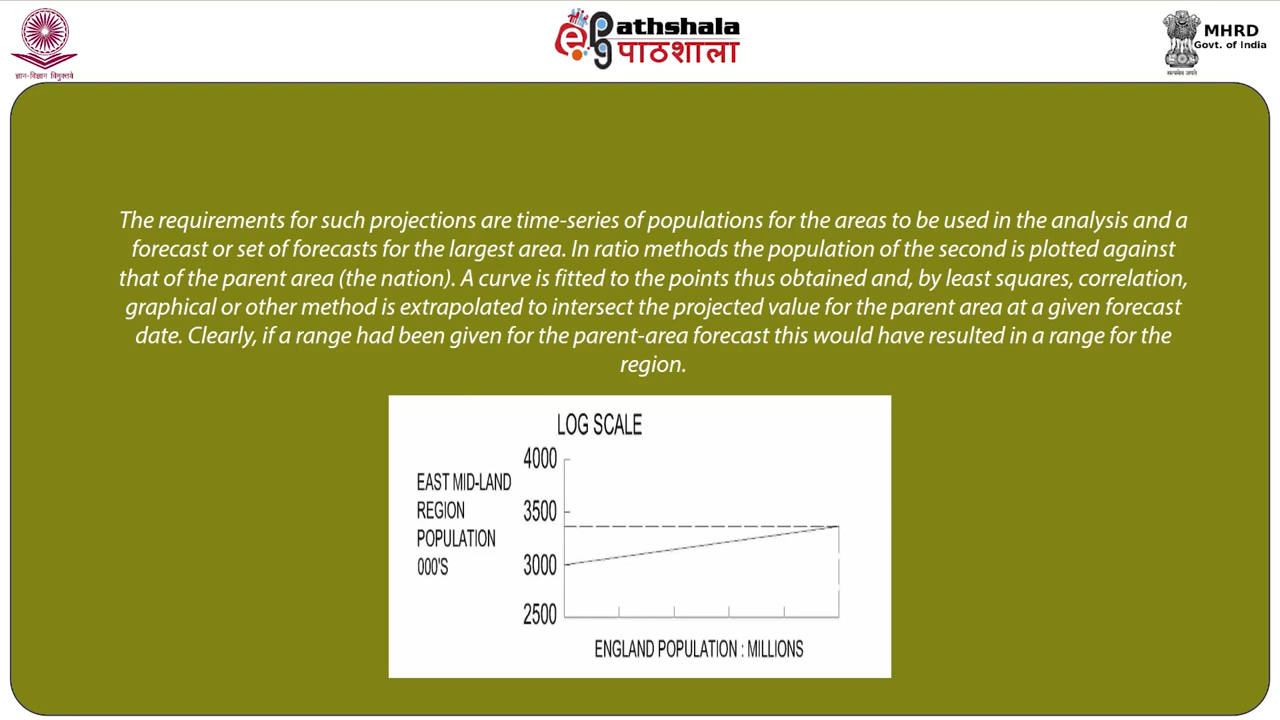 ज्ञान-विज्ञान विमुक्तये
ePathshala
पाठशाला
MHRD
Govt. of India
सत्यमेव जयते
The requirements for such projections are time-series of populations for the areas to be used in the analysis and a
forecast or set of forecasts for the largest area. In ratio methods the population of the second is plotted against
that of the parent area (the nation). A curve is fitted to the points thus obtained and, by least squares, correlation,
graphical or other method is extrapolated to intersect the projected value for the parent area at a given forecast
date. Clearly, if a range had been given for the parent-area forecast this would have resulted in a range for the
region.
LOG SCALE
EAST MID-LAND
REGION
POPULATION
000'S
4000
3500
3000
2500
ENGLAND POPULATION : MILLIONS